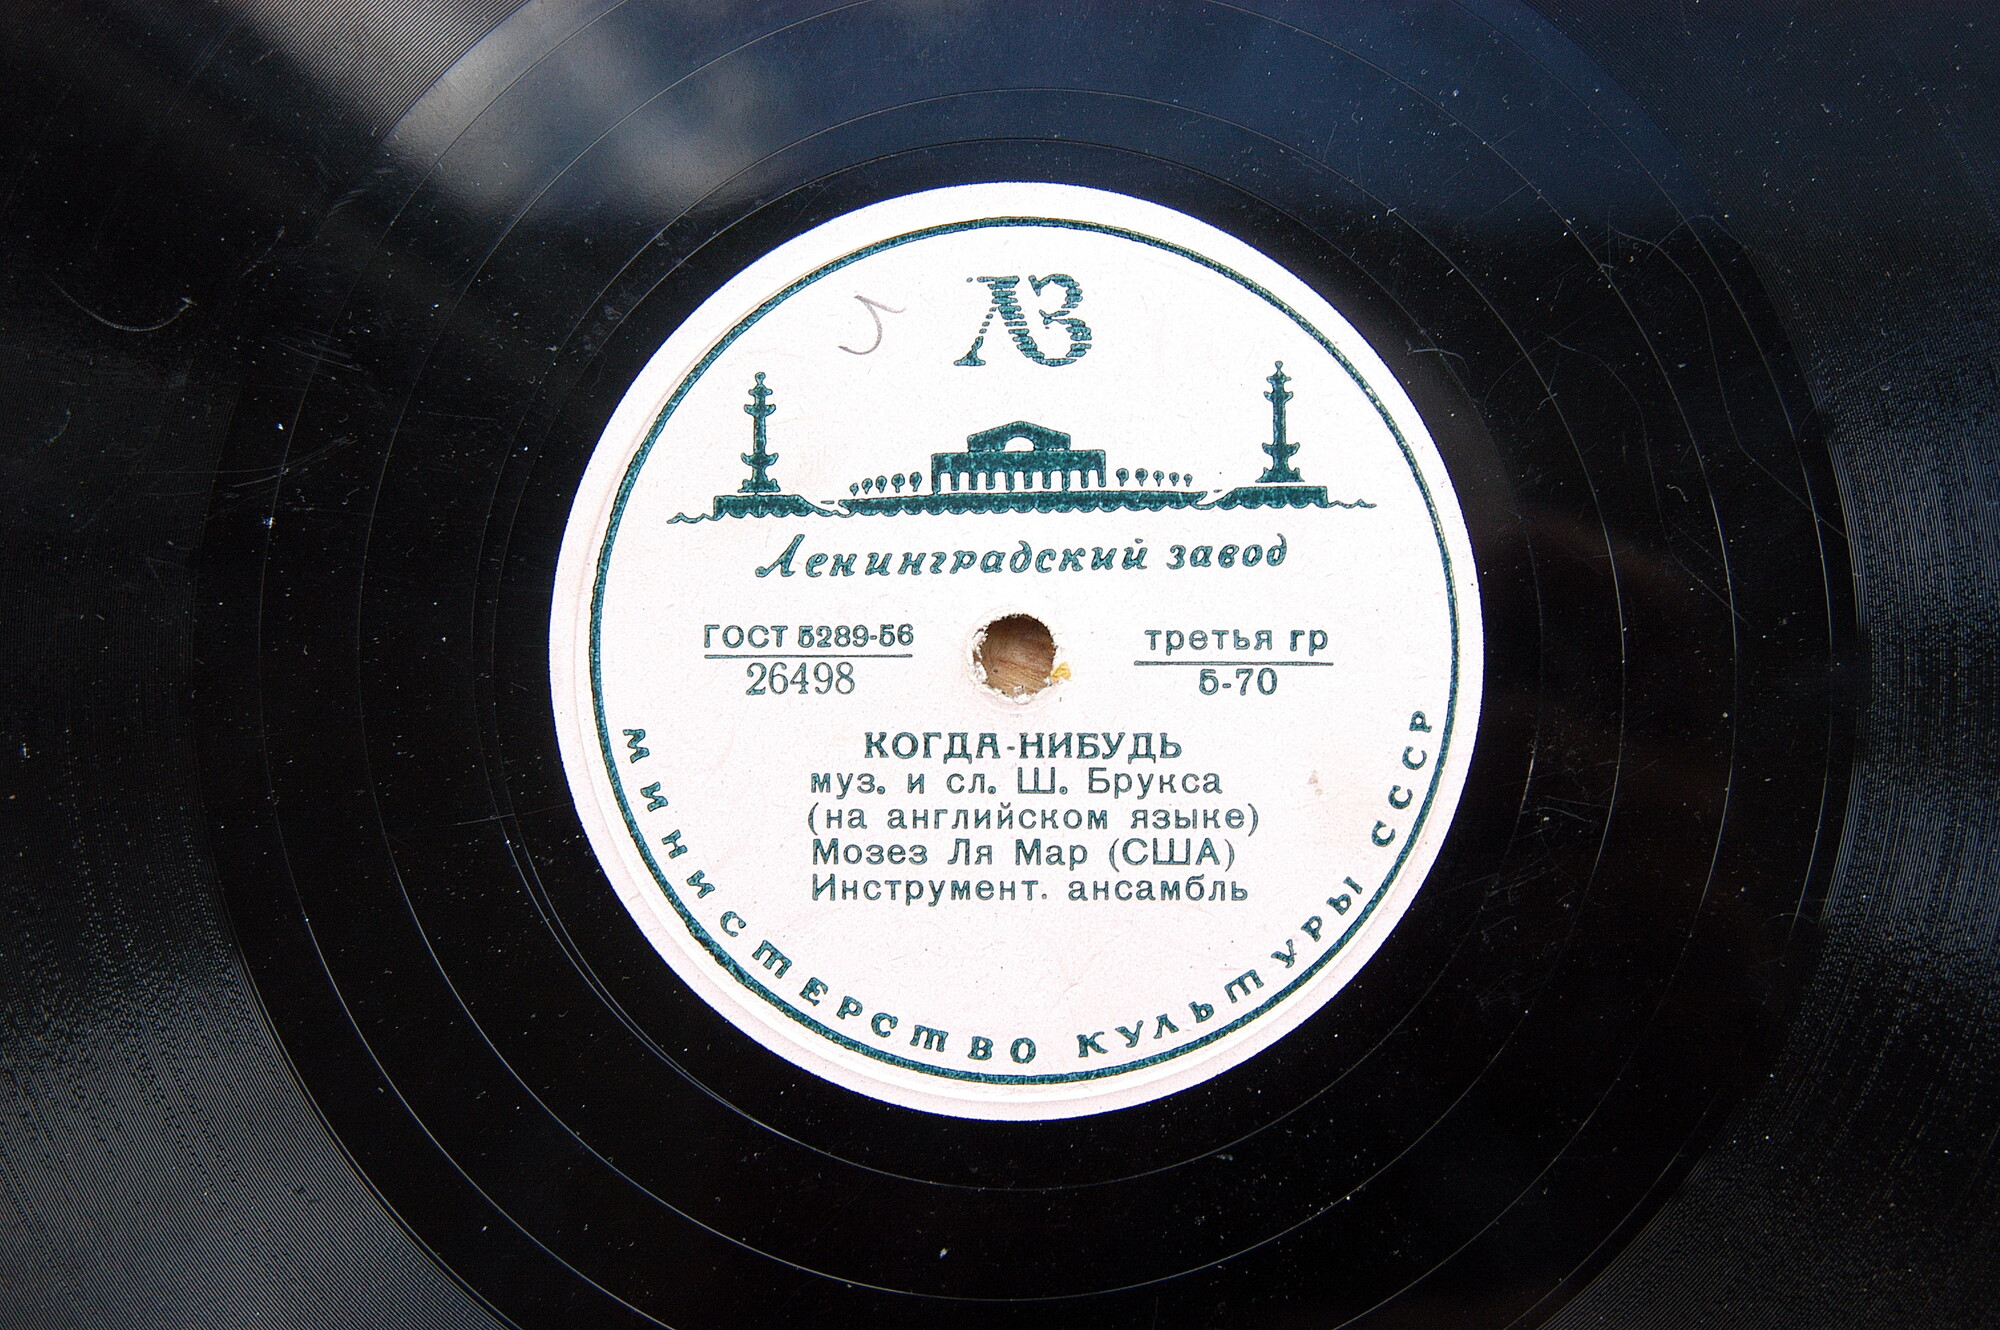 ЛЗ
Ленинградский завод
ГОСТ 5289-56
26498
третья гр
5-70
КОГДА-НИБУДЬ
муз. и сл. Ш. Брукса
(на английском языке)
Мозез Ля Мар (США)
Инструмент. ансамбль
МИНИСТЕРСТВО КУЛЬТУРЫ СССР